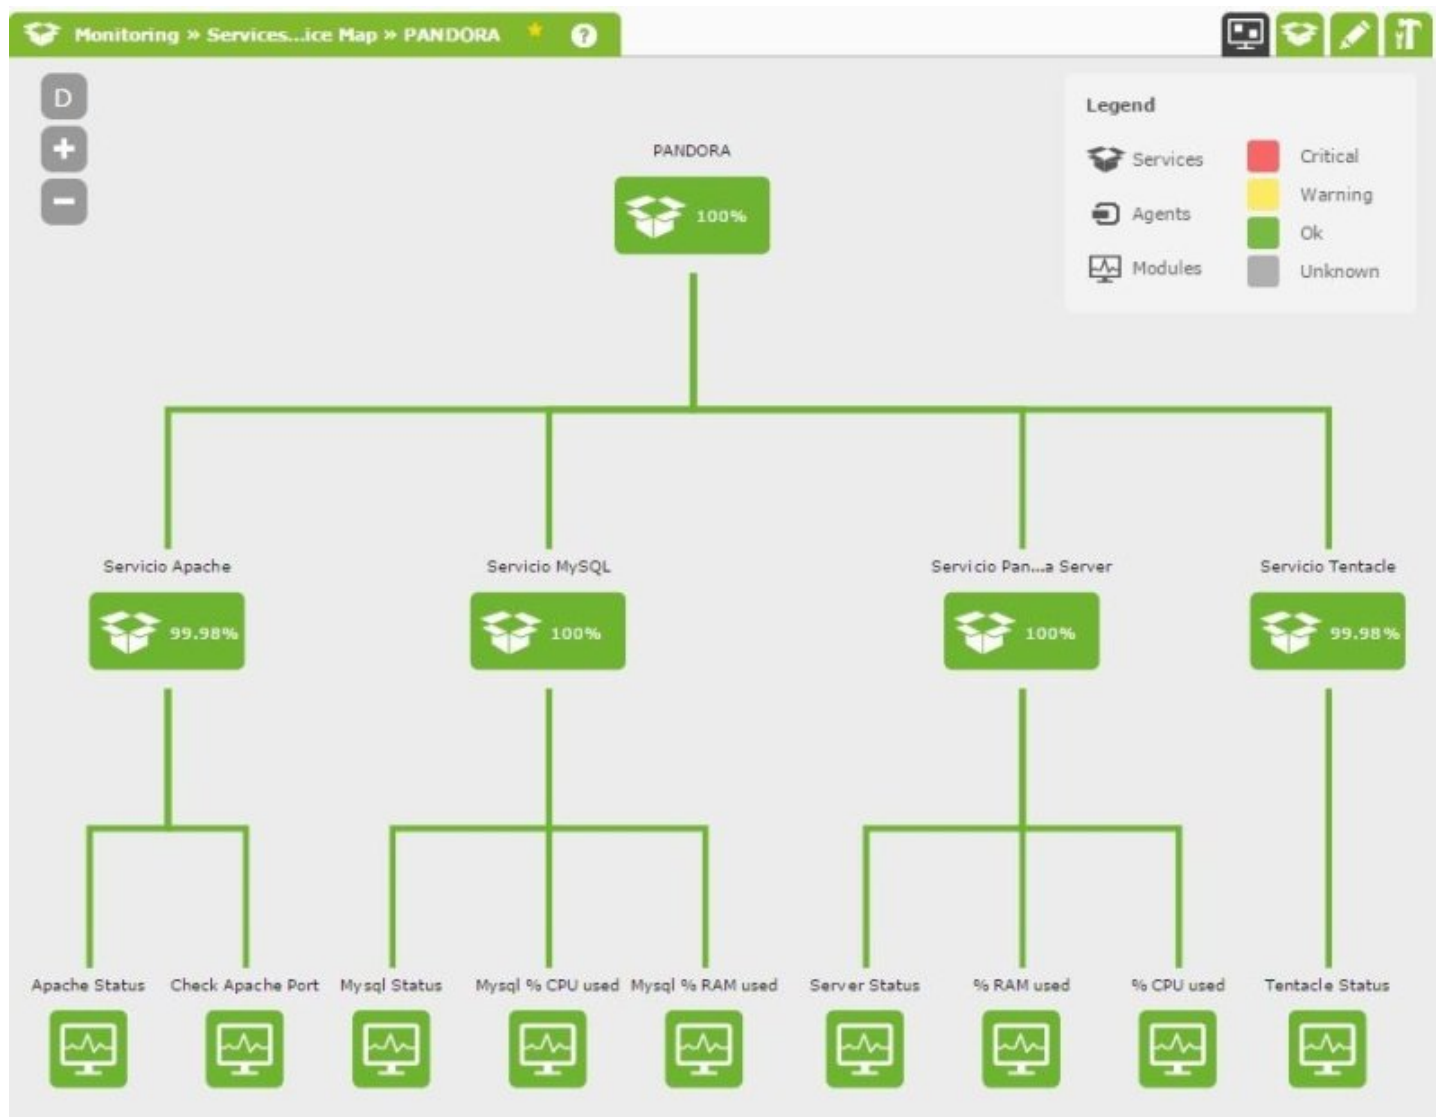 Monitoring » Services...ice Map » PANDORA ?
D
+
−
Legend
Services
Agents
Modules
Critical
Warning
Ok
Unknown
PANDORA
100%
Servicio Apache
99.98%
Servicio MySQL
100%
Servicio Pan...a Server
100%
Servicio Tentacle
99.98%
Apache Status
Check Apache Port
Mysql Status
Mysql % CPU used
Mysql % RAM used
Server Status
% RAM used
% CPU used
Tentacle Status